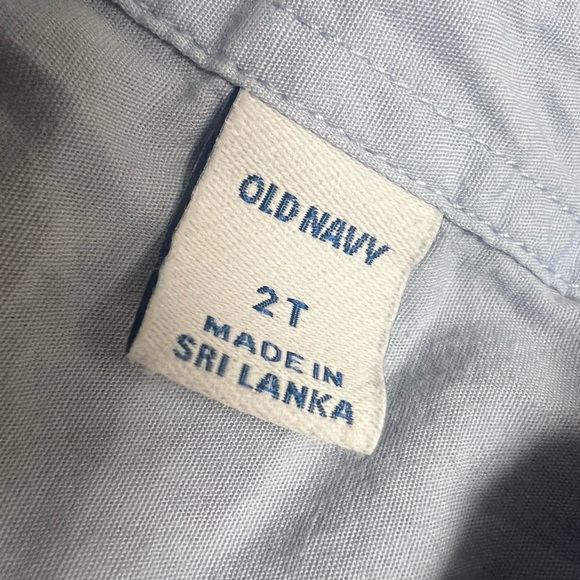 OLD NAVY
2T
MADE IN
SRI LANKA